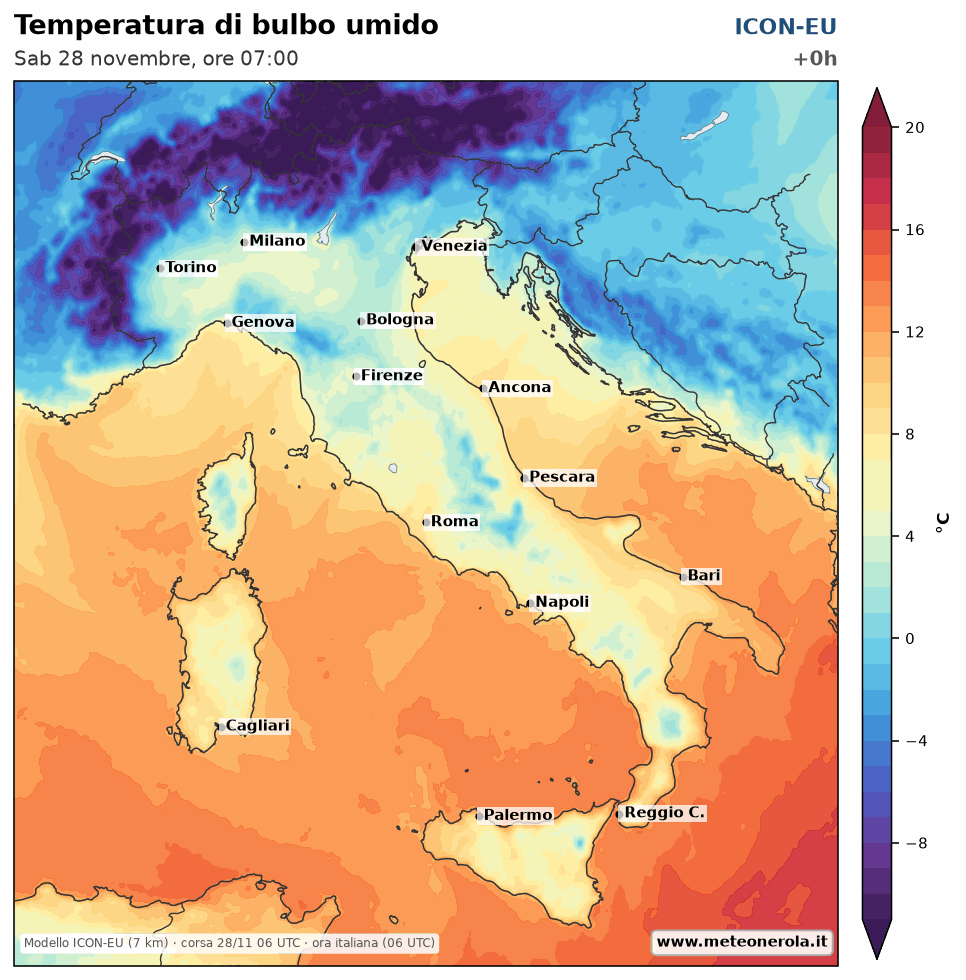 Temperatura di bulbo umido
ICON-EU
Sab 28 novembre, ore 07:00
+0h
Milano
Venezia
Torino
Genova
Bologna
Firenze
Ancona
Pescara
Roma
Bari
Napoli
Cagliari
Palermo
Reggio C.
20
16
12
8
4
0
−4
−8
°C
Modello ICON-EU (7 km) · corsa 28/11 06 UTC · ora italiana (06 UTC)
www.meteonerola.it